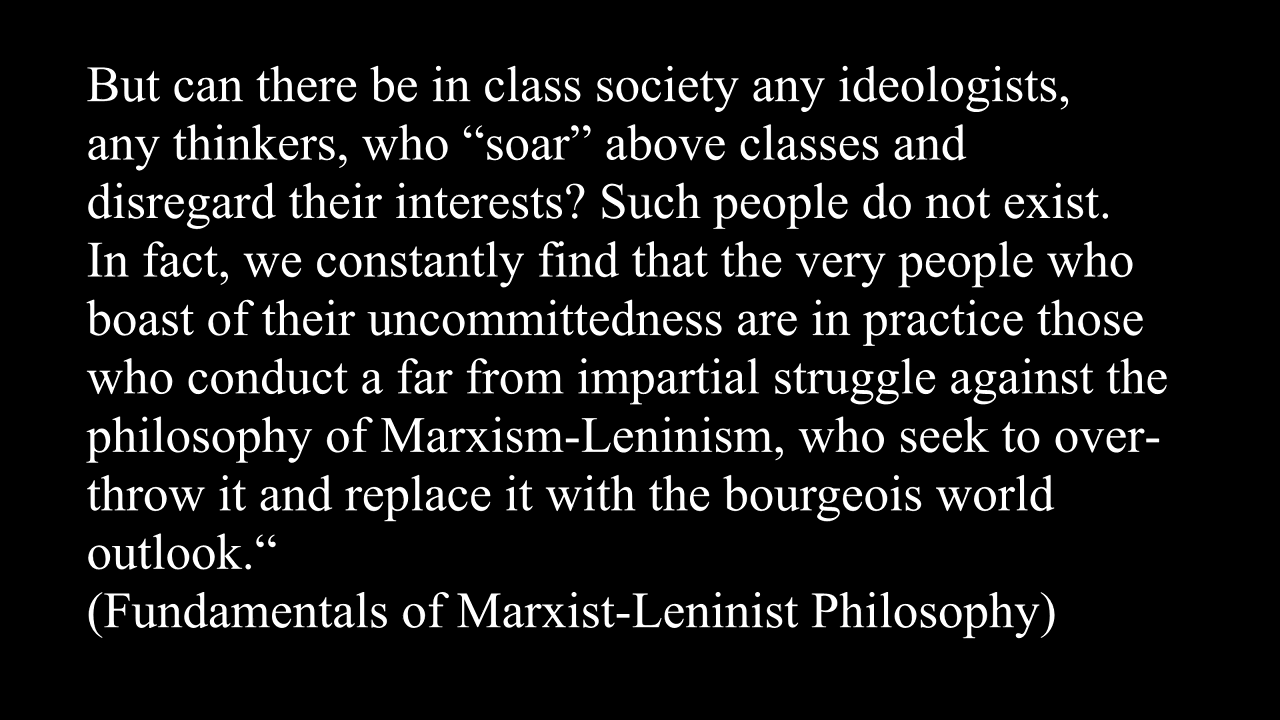 But can there be in class society any ideologists,
any thinkers, who “soar” above classes and
disregard their interests? Such people do not exist.
In fact, we constantly find that the very people who
boast of their uncommittedness are in practice those
who conduct a far from impartial struggle against the
philosophy of Marxism-Leninism, who seek to over-
throw it and replace it with the bourgeois world
outlook.“
(Fundamentals of Marxist-Leninist Philosophy)